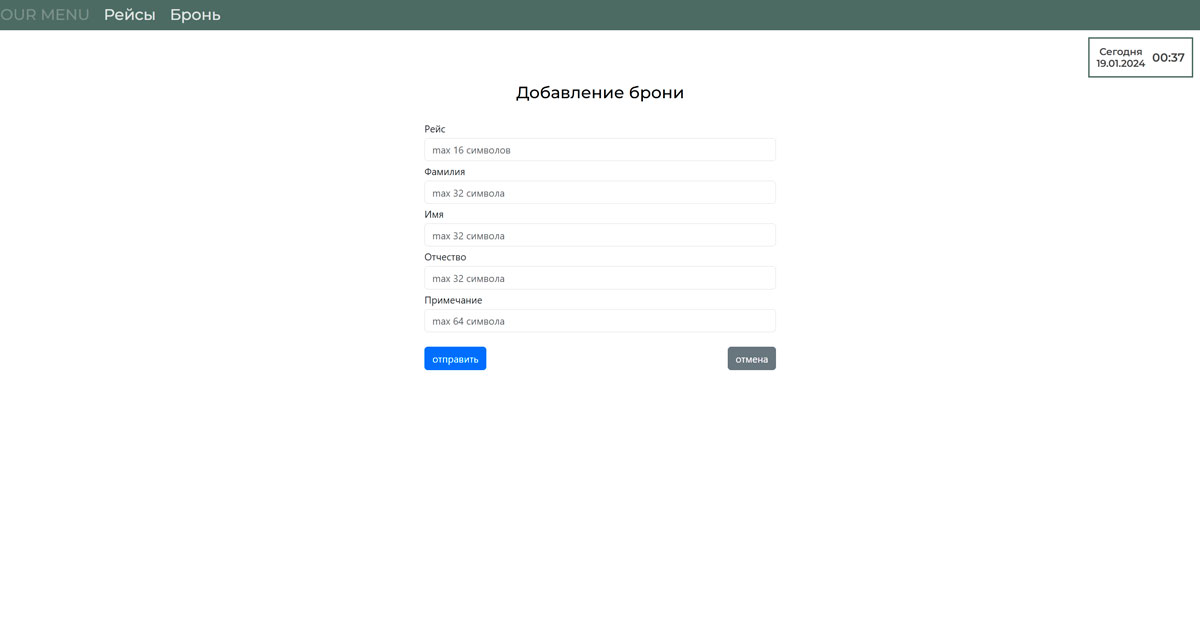 OUR MENU Рейсы Бронь
Сегодня
19.01.2024 00:37
Добавление брони
Рейс
max 16 символов
Фамилия
max 32 символа
Имя
max 32 символа
Отчество
max 32 символа
Примечание
max 64 символа
отправить отмена